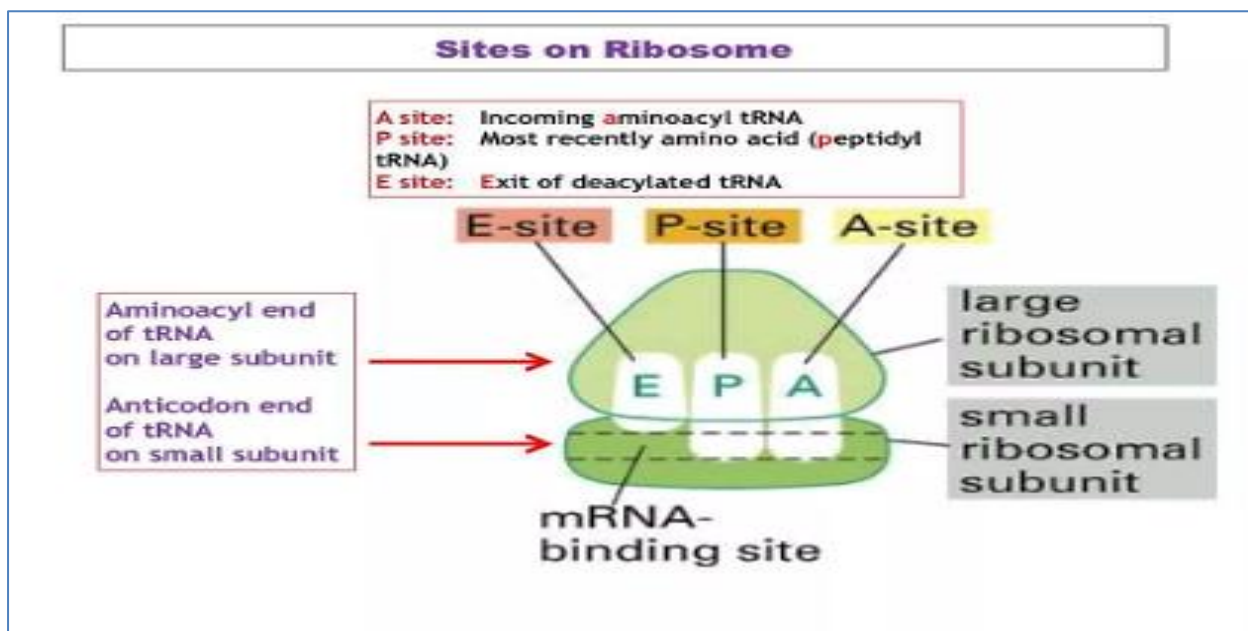 Sites on Ribosome
A site: Incoming aminoacyl tRNA
P site: Most recently amino acid (peptidyl
tRNA)
E site: Exit of deacylated tRNA
E-site P-site A-site
Aminoacyl end
of tRNA
on large subunit
Anticodon end
of tRNA
on small subunit
E P A
large
ribosomal
subunit
small
ribosomal
subunit
mRNA-
binding site